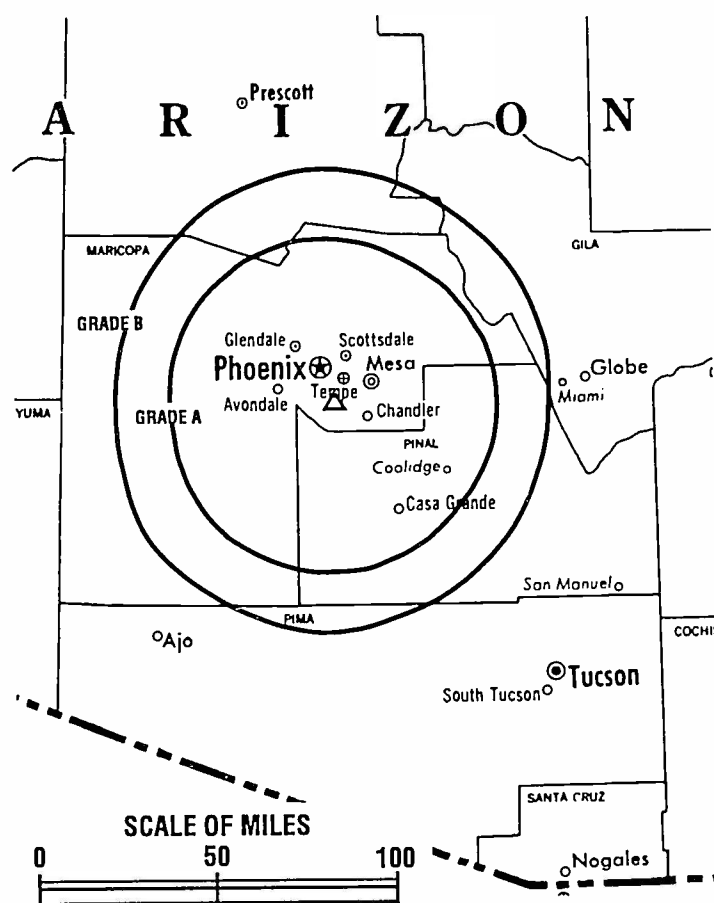 Prescott
A R I Z O N
MARICOPA
GILA
GRADE B
Glendale
Scottsdale
Phoenix
Mesa
Globe
Tempe
Miami
Avondale
GRADE A
Chandler
YUMA
PINAL
Coolidge
Casa Grande
San Manuel
PIMA
COCHI
Ajo
Tucson
South Tucson
SANTA CRUZ
SCALE OF MILES
0 50 100
Nogales